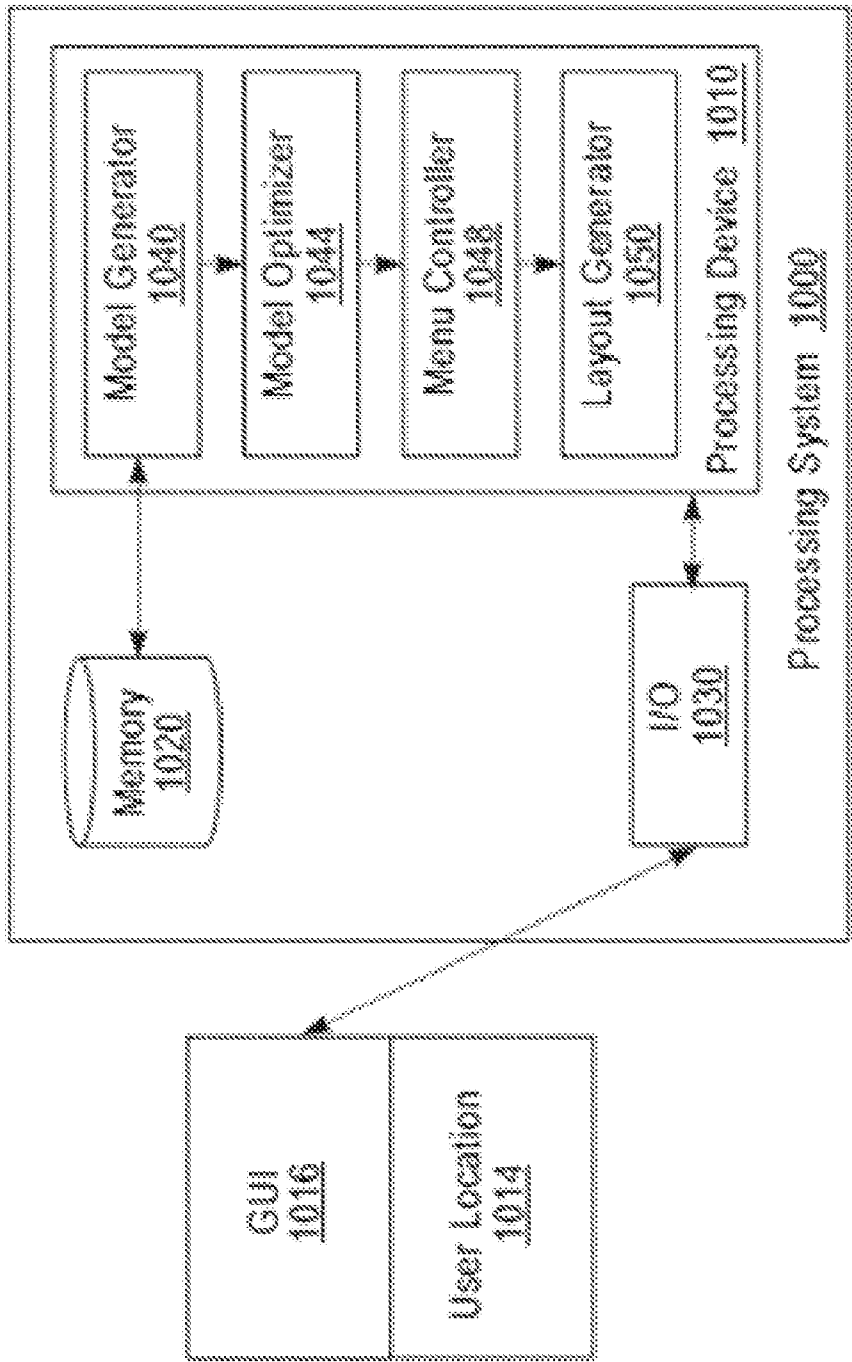 GUI
1016
User Location
1014
Memory
1020
I/O
1030
Model Generator
1040
Model Optimizer
1044
Menu Controller
1048
Layout Generator
1050
Processing Device 1010
Processing System 1000